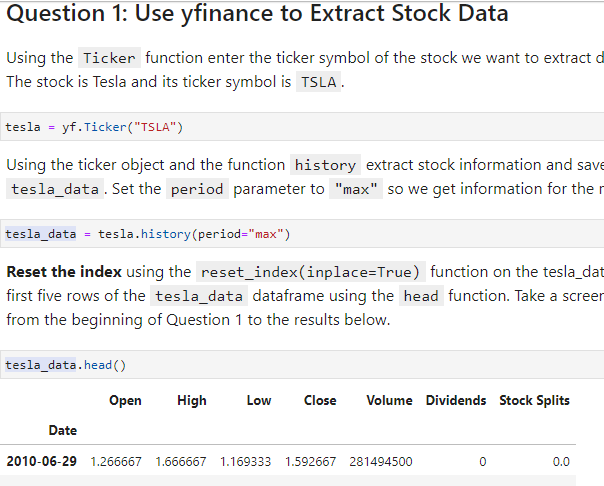 Question 1: Use yfinance to Extract Stock Data
Using the Ticker function enter the ticker symbol of the stock we want to extract d
The stock is Tesla and its ticker symbol is TSLA .
tesla = yf.Ticker("TSLA")
Using the ticker object and the function history extract stock information and save
tesla_data . Set the period parameter to "max" so we get information for the r
tesla_data = tesla.history(period="max")
Reset the index using the reset_index(inplace=True) function on the tesla_dat
first five rows of the tesla_data dataframe using the head function. Take a screer
from the beginning of Question 1 to the results below.
tesla_data.head()
Open High Low Close Volume Dividends Stock Splits
Date
2010-06-29 1.266667 1.666667 1.169333 1.592667 281494500 0 0.0